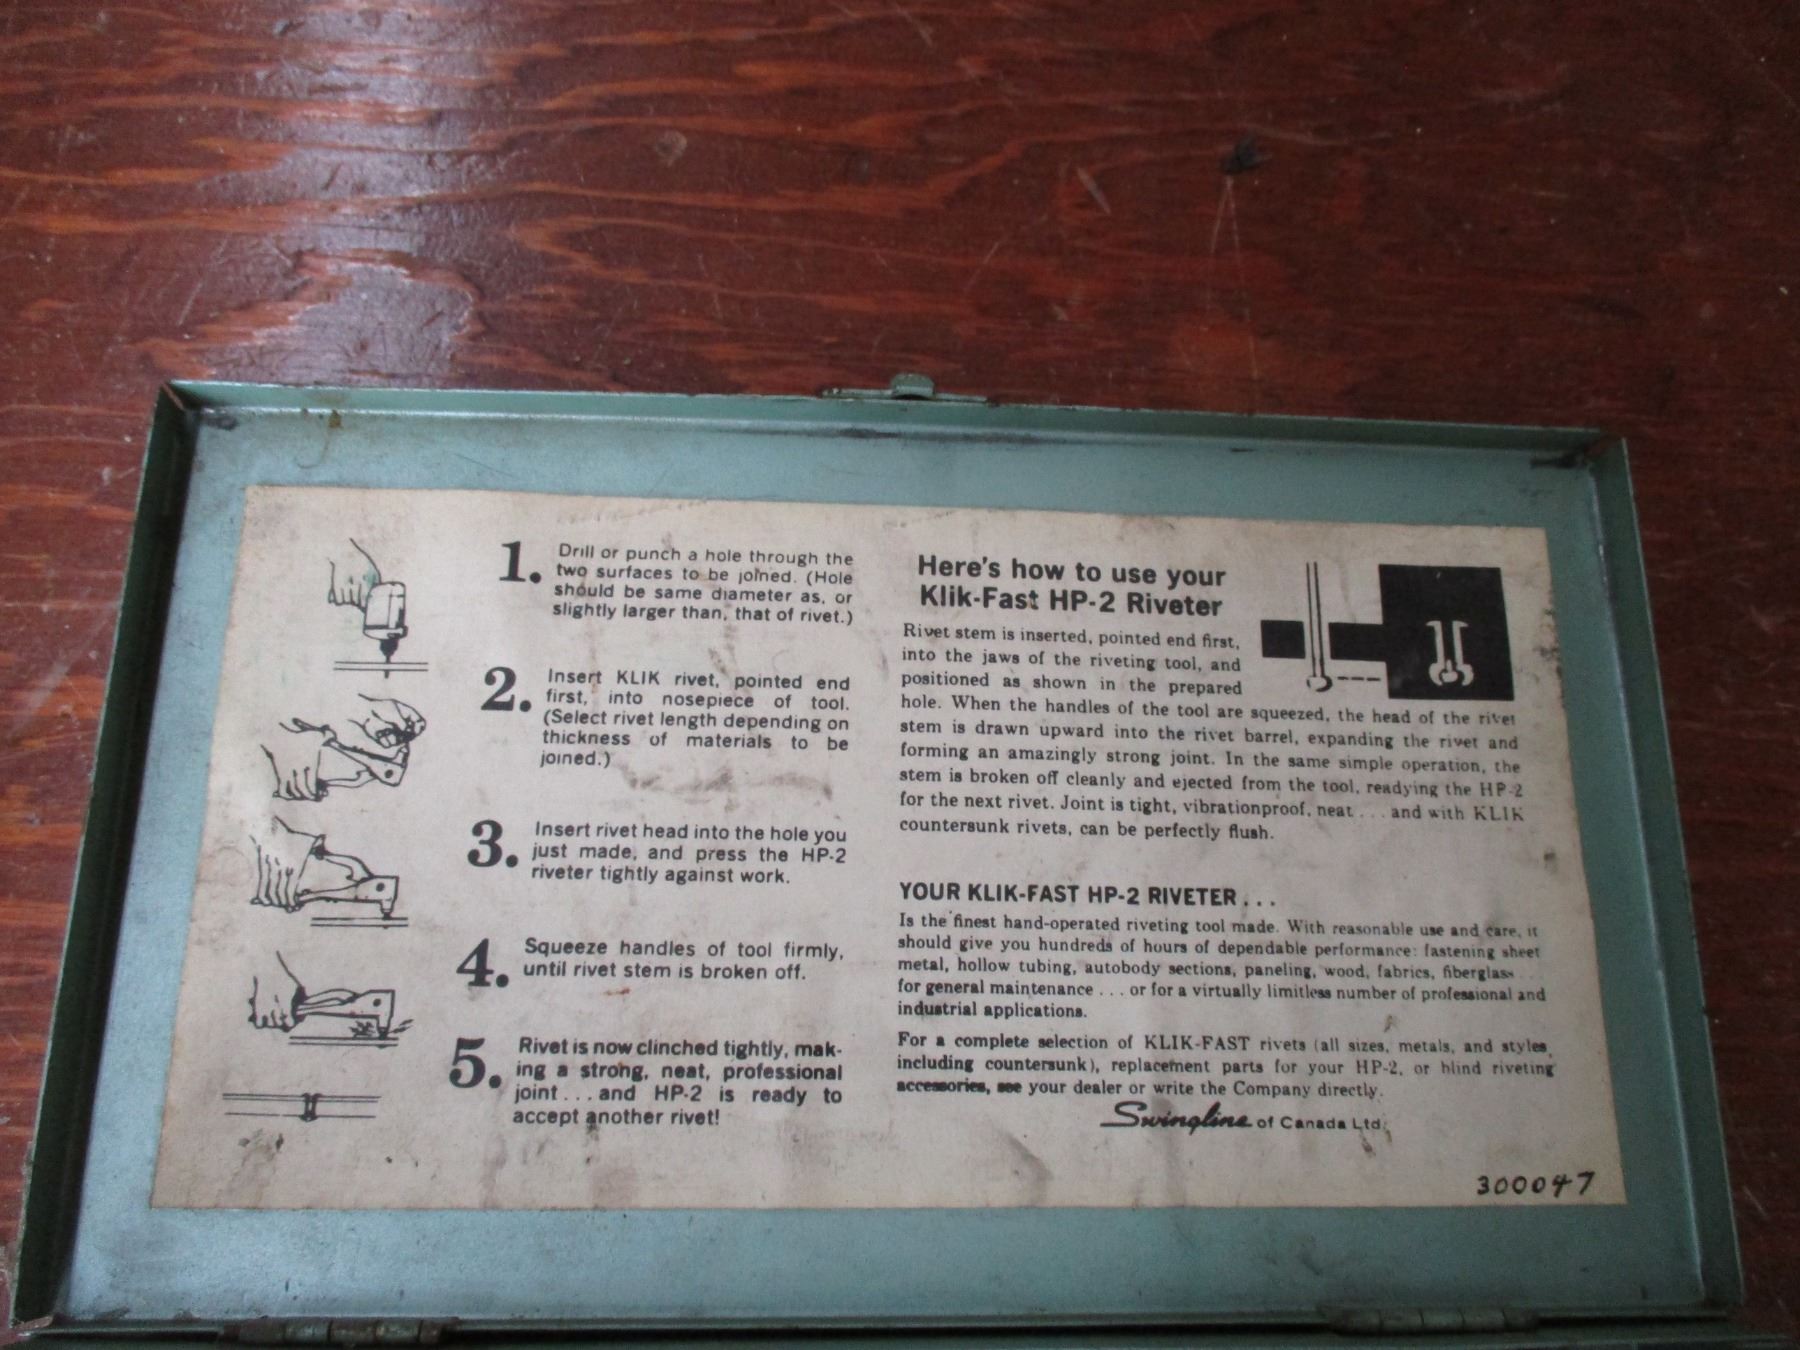 1. Drill or punch a hole through the
two surfaces to be joined. (Hole
should be same diameter as, or
slightly larger than, that of rivet.)
2. Insert KLIK rivet, pointed end
first, into nosepiece of tool.
(Select rivet length depending on
thickness of materials to be
joined.)
3. Insert rivet head into the hole you
just made, and press the HP-2
riveter tightly against work.
4. Squeeze handles of tool firmly,
until rivet stem is broken off.
5. Rivet is now clinched tightly, mak-
ing a strong, neat, professional
joint...and HP-2 is ready to
accept another rivet!
Here's how to use your
Klik-Fast HP-2 Riveter
Rivet stem is inserted, pointed end first,
into the jaws of the riveting tool, and
positioned as shown in the prepared
hole. When the handles of the tool are squeezed, the head of the rivet
stem is drawn upward into the rivet barrel, expanding the rivet and
forming an amazingly strong joint. In the same simple operation, the
stem is broken off cleanly and ejected from the tool, readying the HP-2
for the next rivet. Joint is tight, vibrationproof, neat...and with KLIK
countersunk rivets, can be perfectly flush.
YOUR KLIK-FAST HP-2 RIVETER...
Is the finest hand-operated riveting tool made. With reasonable use and care, it
should give you hundreds of hours of dependable performance: fastening sheet
metal, hollow tubing, autobody sections, paneling, wood, fabrics, fiberglass...
for general maintenance...or for a virtually limitless number of professional and
industrial applications.
For a complete selection of KLIK-FAST rivets (all sizes, metals, and styles,
including countersunk), replacement parts for your HP-2, or blind riveting
accessories, see your dealer or write the Company directly.
Swingline of Canada Ltd.
300047